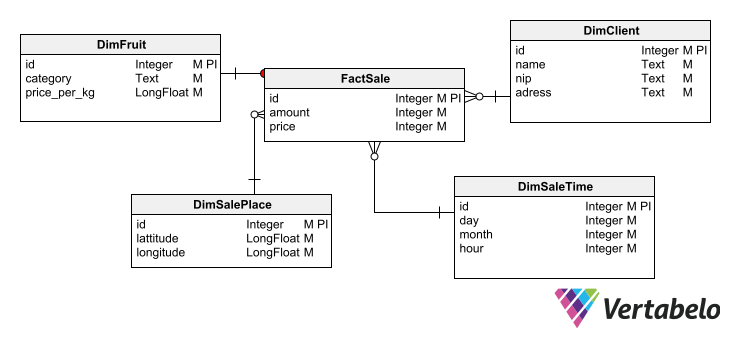 DimFruit
id Integer M PI
category Text M
price_per_kg LongFloat M
FactSale
id Integer M PI
amount Integer M
price Integer M
DimClient
id Integer M PI
name Text M
nip Text M
adress Text M
DimSalePlace
id Integer M PI
lattitude LongFloat M
longitude LongFloat M
DimSaleTime
id Integer M PI
day Integer M
month Integer M
hour Integer M
Vertabelo